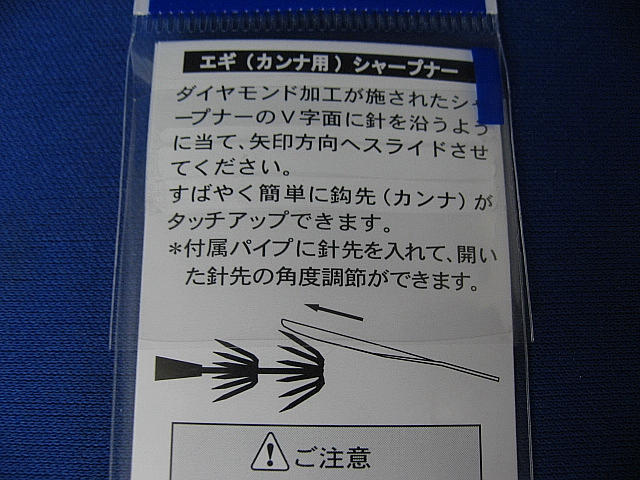 エギ（カンナ用）シャープナー
ダイヤモンド加工が施されたシャ
ープナーのＶ字面に針を沿うよう
に当て、矢印方向へスライドさせ
てください。
すばやく簡単に鈎先（カンナ）が
タッチアップできます。
＊付属パイプに針先を入れて、開い
た針先の角度調節ができます。
ご注意